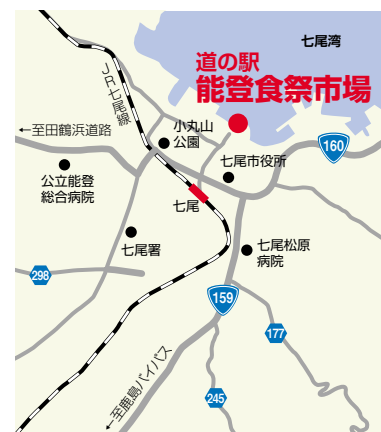 七尾湾
道の駅
能登食祭市場
JR七尾線
←至田鶴浜道路
小丸山
公園
160
七尾市役所
公立能登
総合病院
七尾
七尾署
七尾松原
病院
298
159
177
←至鹿島バイパス
245